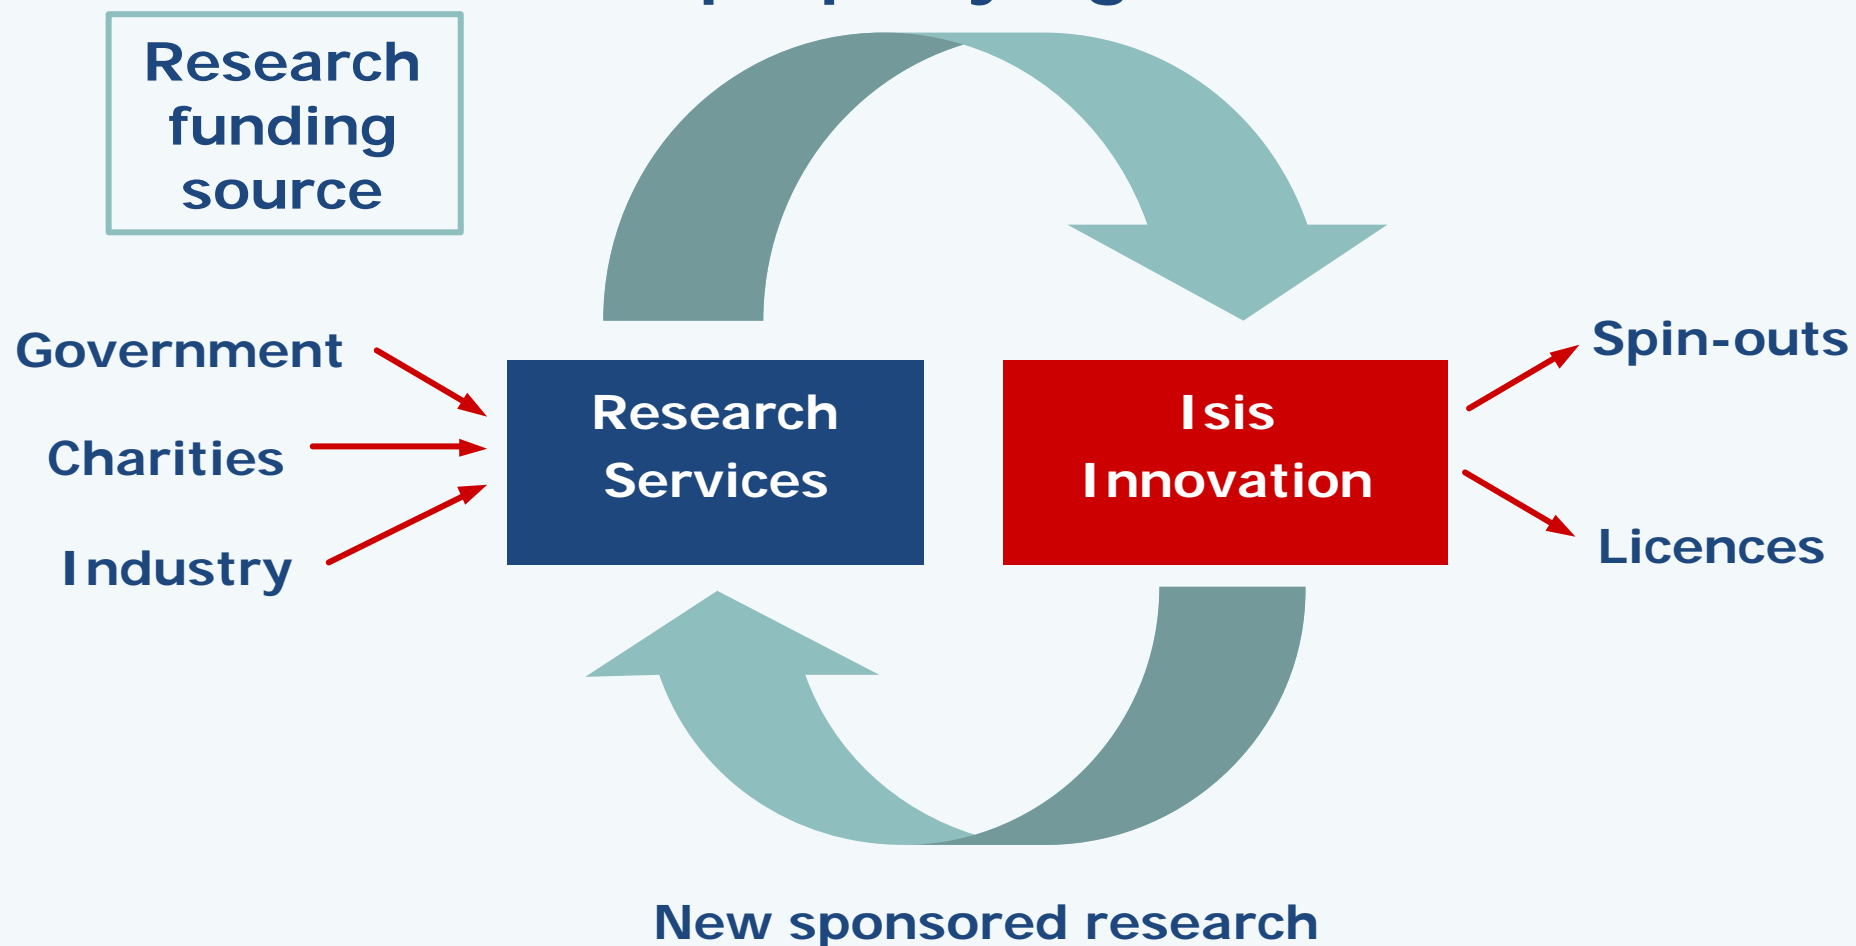 Research
funding
source
Government
Charities
Industry
Research
Services
Isis
Innovation
Spin-outs
Licences
New sponsored research